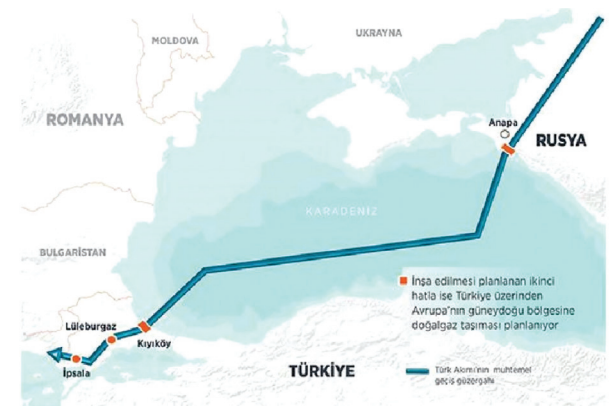 UKRAYNA
MOLDOVA
ROMANYA
Anapa
RUSYA
KARADENİZ
BULGARİSTAN
İnşa edilmesi planlanan ikinci
hatla ise Türkiye üzerinden
Avrupa'nın güneydoğu bölgesine
doğalgaz taşıması planlanıyor
Lüleburgaz
Kıyıköy
İpsala
TÜRKİYE
Türk Akımı'nın muhtemel
geçiş güzergahı